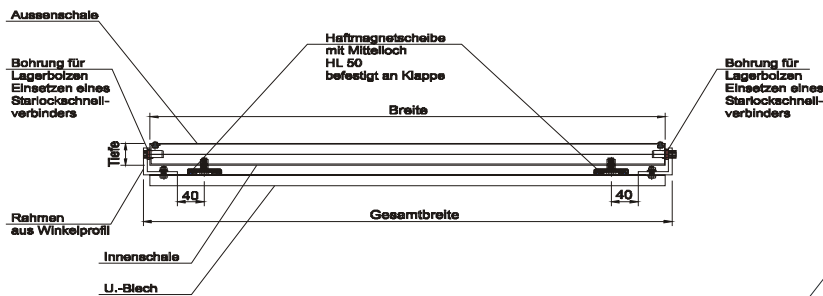 Aussenschale
Haftmagnetscheibe
mit Mittelloch
HL 50
befestigt an Klappe
Bohrung für
Lagerbolzen
Einsetzen eines
Starlockschnell-
verbinders
Bohrung für
Lagerbolzen
Einsetzen eines
Starlockschnell-
verbinders
Breite
Tiefe
40
40
Rahmen
aus Winkelprofil
Gesamtbreite
Innenschale
U.-Blech